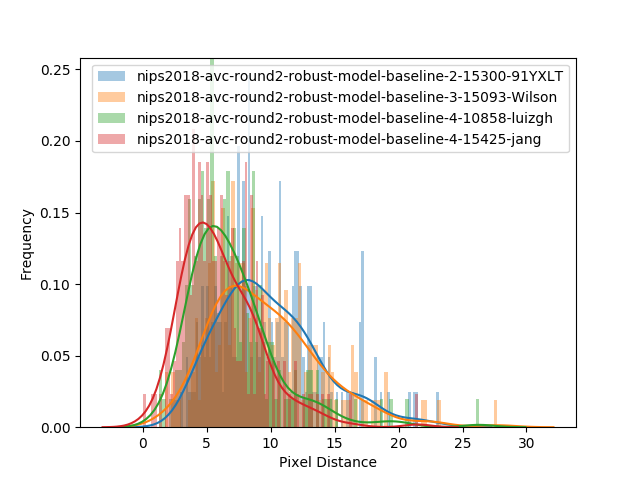 nips2018-avc-round2-robust-model-baseline-2-15300-91YXLT
nips2018-avc-round2-robust-model-baseline-3-15093-Wilson
nips2018-avc-round2-robust-model-baseline-4-10858-luizgh
nips2018-avc-round2-robust-model-baseline-4-15425-jang
Frequency
0.25
0.20
0.15
0.10
0.05
0.00
0 5 10 15 20 25 30
Pixel Distance